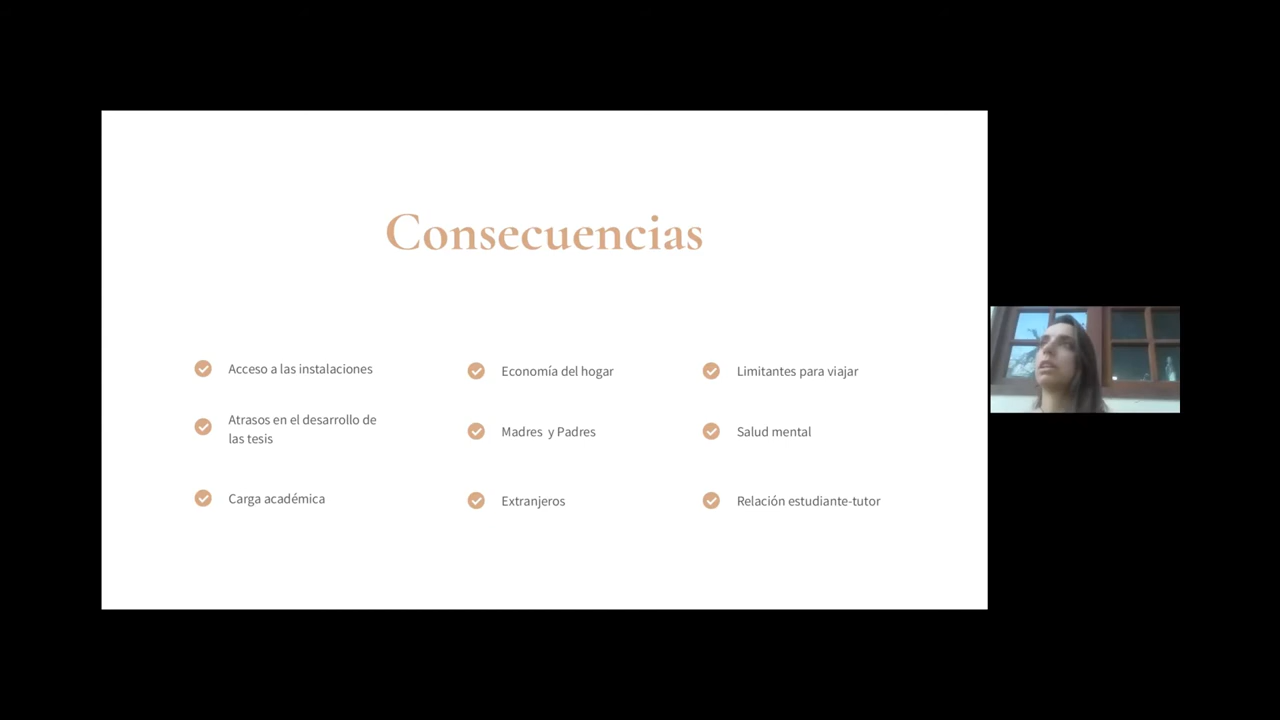 Consecuencias
Acceso a las instalaciones
Atrasos en el desarrollo de
las tesis
Carga académica
Economía del hogar
Madres y Padres
Extranjeros
Limitantes para viajar
Salud mental
Relación estudiante-tutor